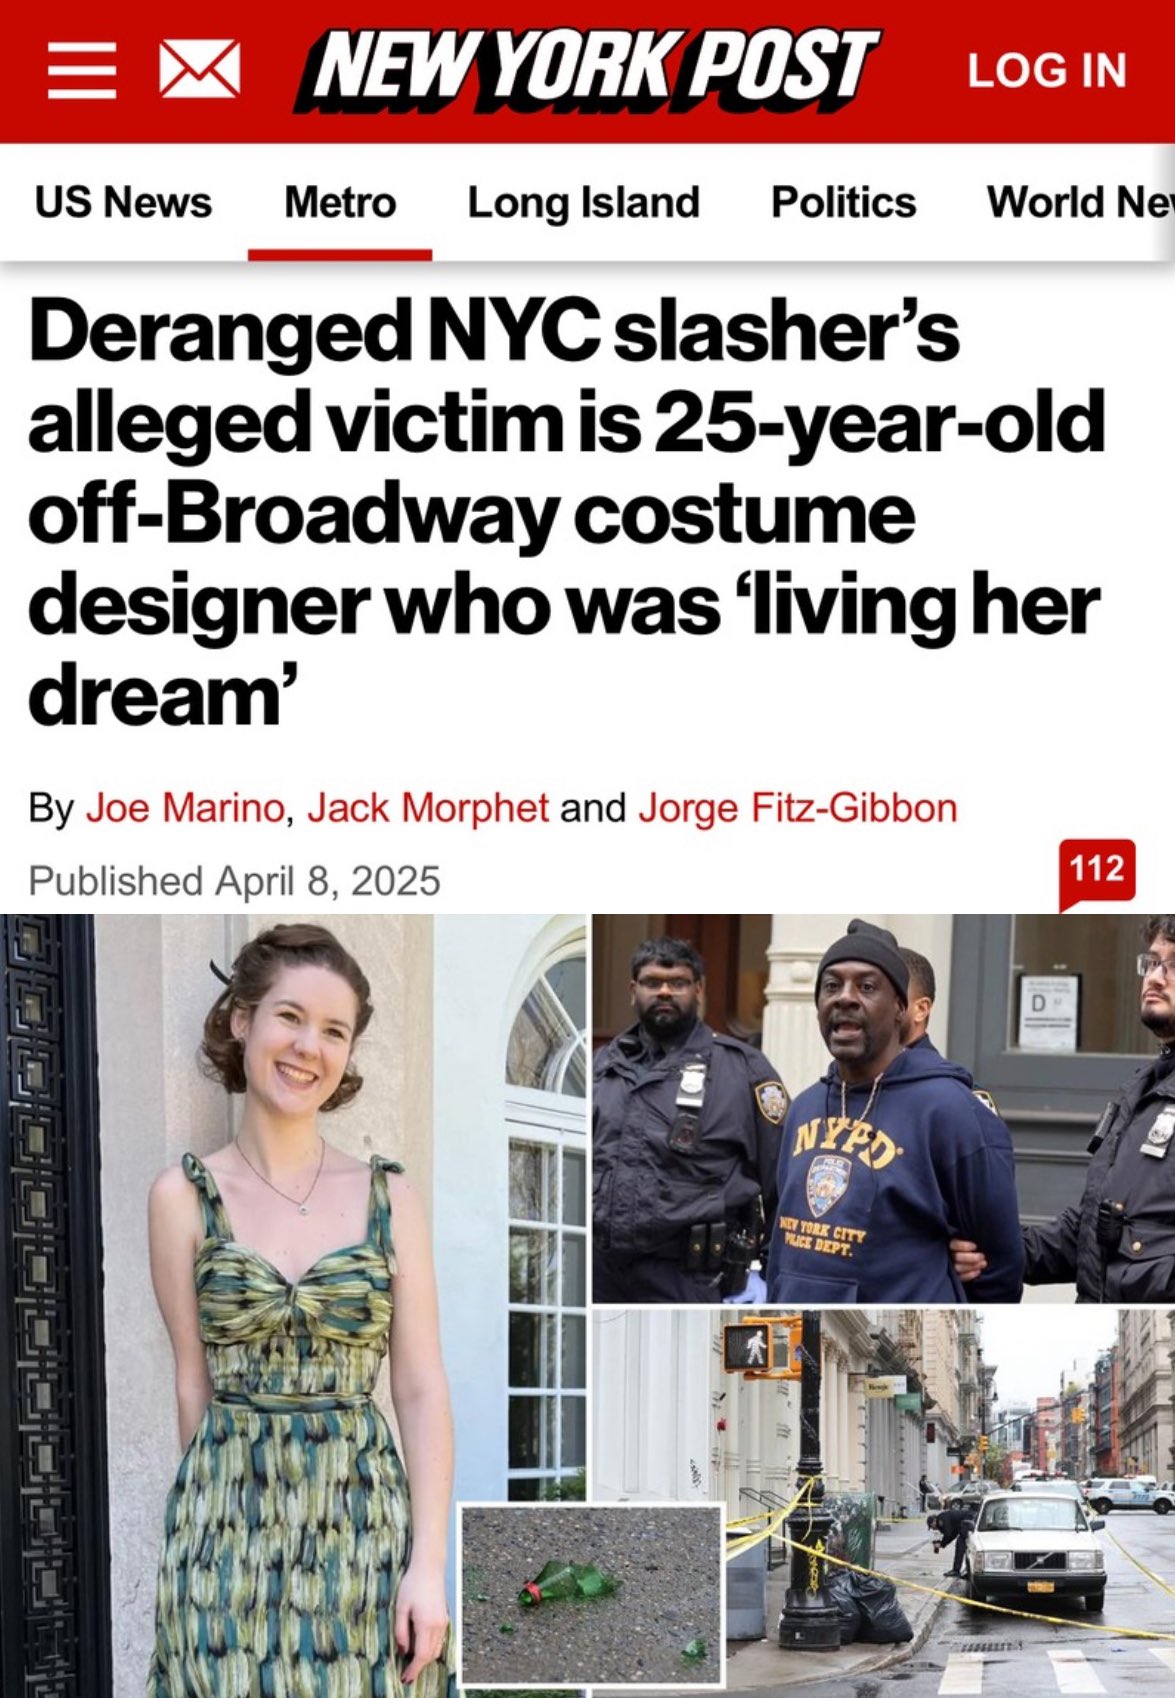 NEW YORK POST
LOG IN
US News Metro Long Island Politics World Ne
Deranged NYC slasher’s
alleged victim is 25-year-old
off-Broadway costume
designer who was ‘living her
dream’
By Joe Marino, Jack Morphet and Jorge Fitz-Gibbon
Published April 8, 2025
112
D
NYPD
POLICE
DEPARTMENT
NEW YORK CITY
POLICE DEPT.